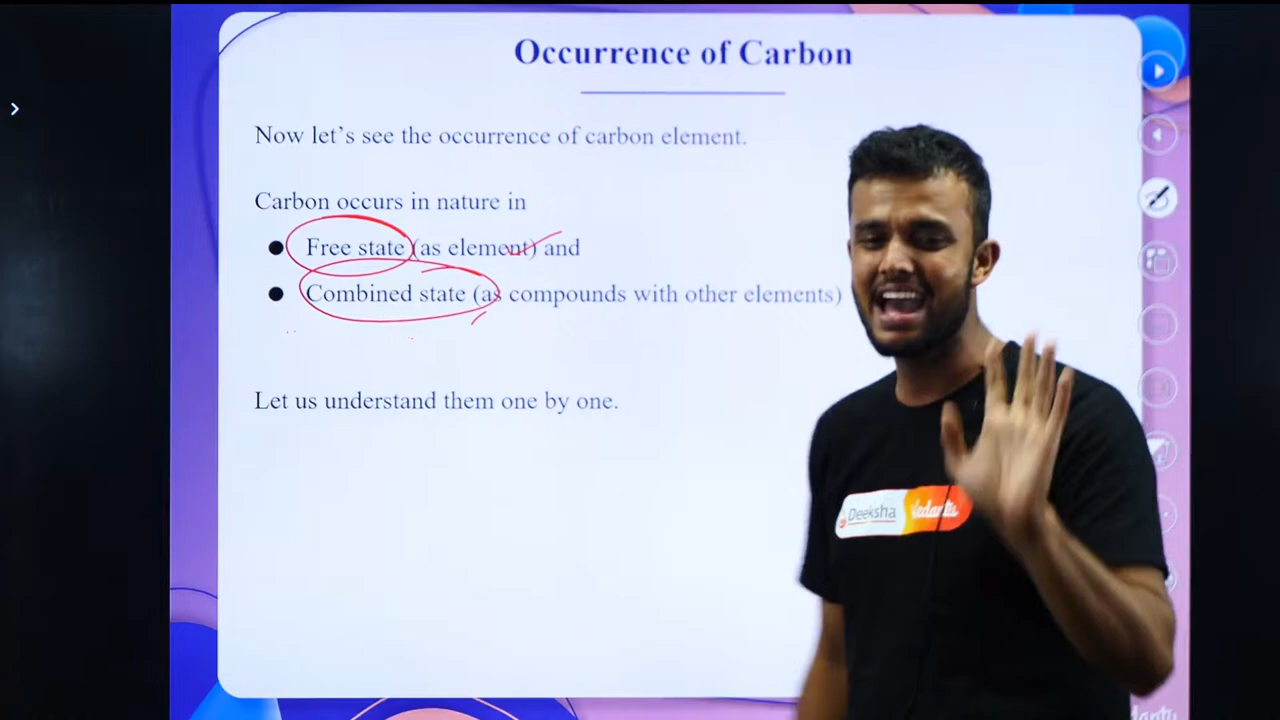 Occurrence of Carbon
Now let's see the occurrence of carbon element.
Carbon occurs in nature in
● Free state (as element) and
● Combined state (as compounds with other elements)
Let us understand them one by one.
Deeksha Vedantu